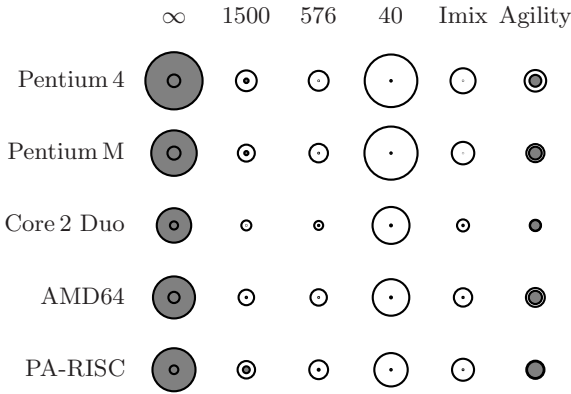 ∞ 1500 576 40 Imix Agility
Pentium 4
Pentium M
Core 2 Duo
AMD64
PA-RISC